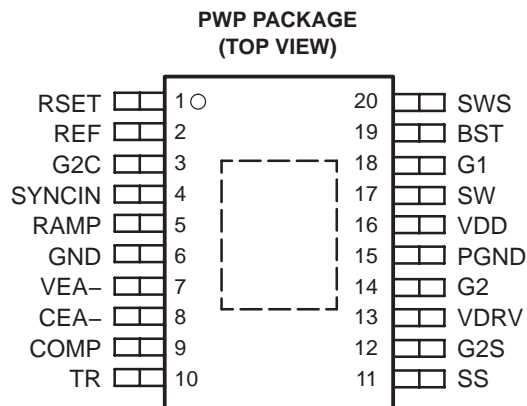 PWP PACKAGE
(TOP VIEW)
RSET 1 20 SWS
REF 2 19 BST
G2C 3 18 G1
SYNCIN 4 17 SW
RAMP 5 16 VDD
GND 6 15 PGND
VEA− 7 14 G2
CEA− 8 13 VDRV
COMP 9 12 G2S
TR 10 11 SS